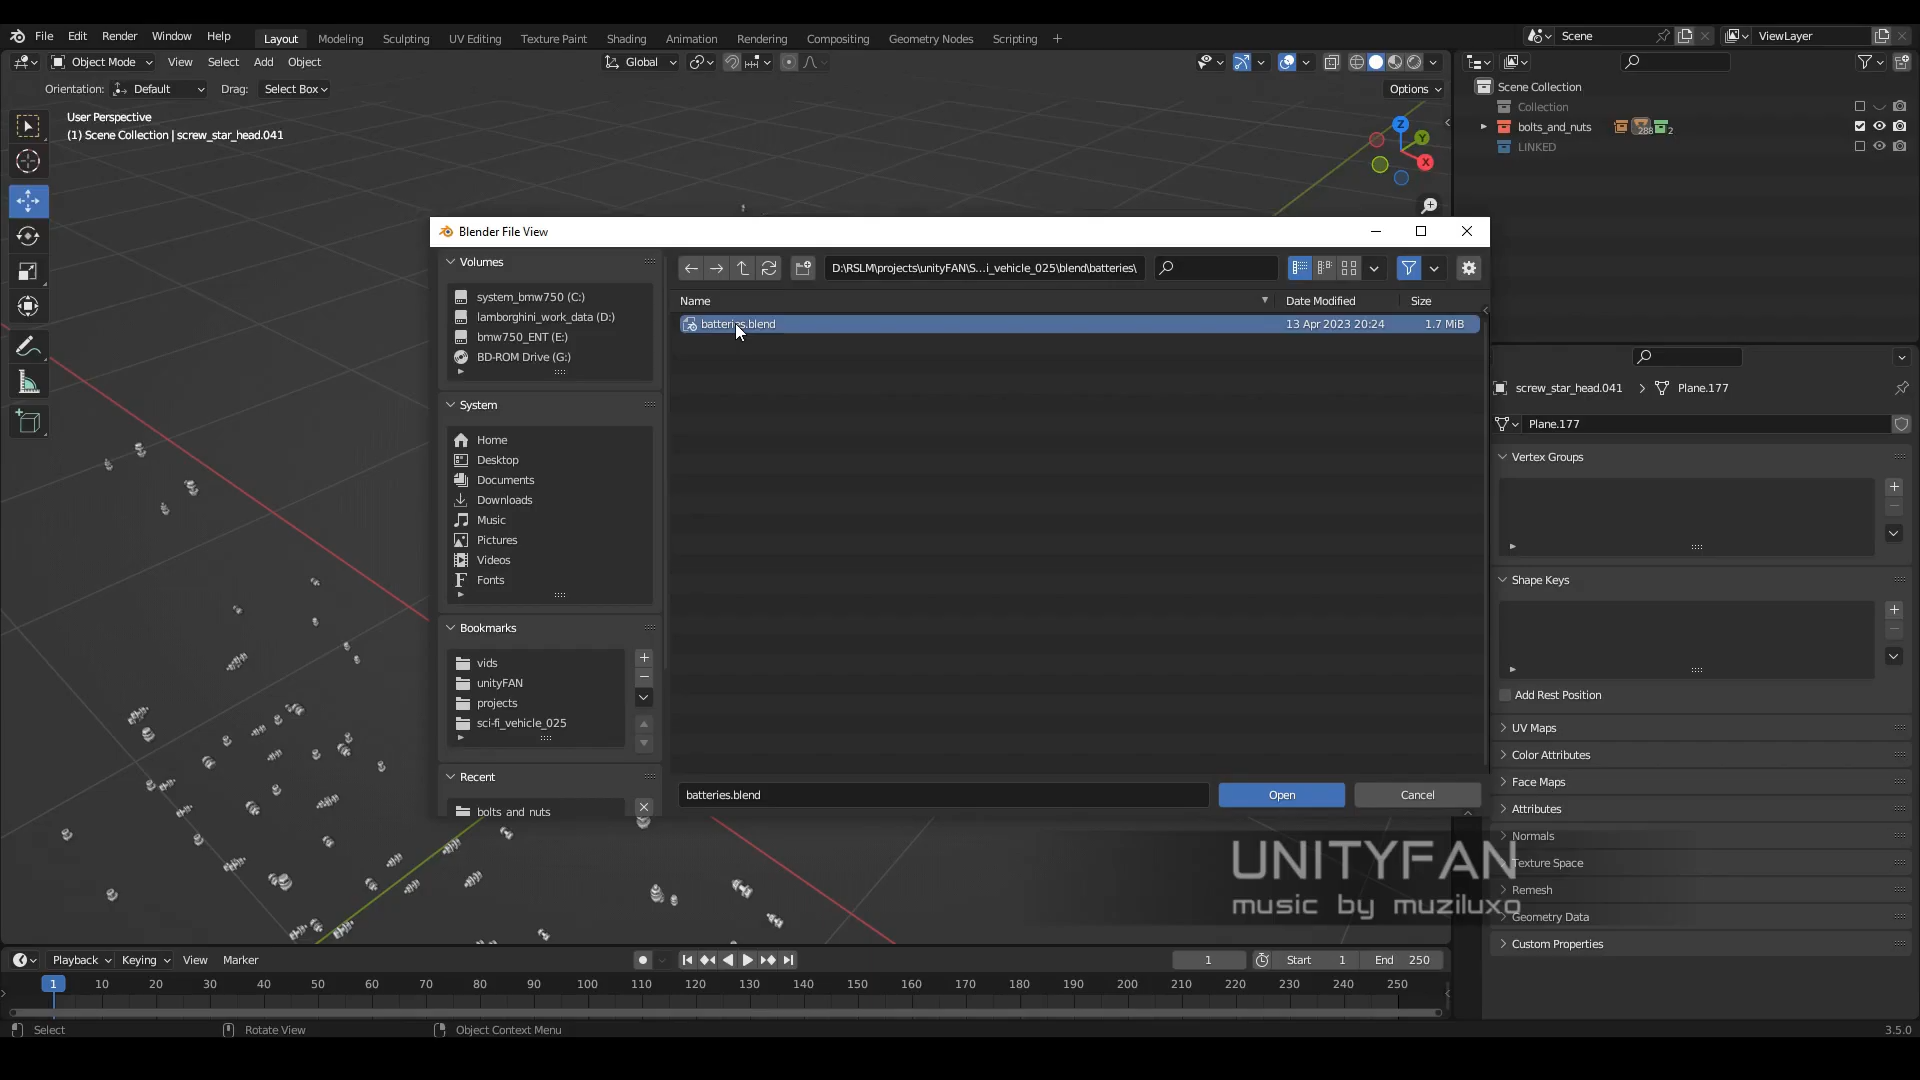 File Edit Render Window Help Layout Modeling Sculpting UV Editing Texture Paint Shading Animation Rendering Compositing Geometry Nodes Scripting + Scene ViewLayer
Object Mode View Select Add Object Global
Orientation: Default Drag: Select Box Options
User Perspective
(1) Scene Collection | screw_star_head.041
Z
Y
X
Scene Collection
Collection
bolts_and_nuts 288 2
LINKED
Blender File View
Volumes
system_bmw750 (C:)
lamborghini_work_data (D:)
bmw750_ENT (E:)
BD-ROM Drive (G:)
System
Home
Desktop
Documents
Downloads
Music
Pictures
Videos
Fonts
Bookmarks
vids
unityFAN
projects
sci-fi_vehicle_025
Recent
bolts and nuts
D:\RSLM\projects\unityFAN\S...i_vehicle_025\blend\batteries\
Name Date Modified Size
batteries.blend 13 Apr 2023 20:24 1.7 MiB
batteries.blend Open Cancel
screw_star_head.041 Plane.177
Plane.177
Vertex Groups
Shape Keys
Add Rest Position
UV Maps
Color Attributes
Face Maps
Attributes
Normals
Texture Space
Remesh
Geometry Data
Custom Properties
UNITYFAN
music by muziluxo
Playback Keying View Marker 1 Start 1 End 250
1 10 20 30 40 50 60 70 80 90 100 110 120 130 140 150 160 170 180 190 200 210 220 230 240 250
Select Rotate View Object Context Menu 3.5.0